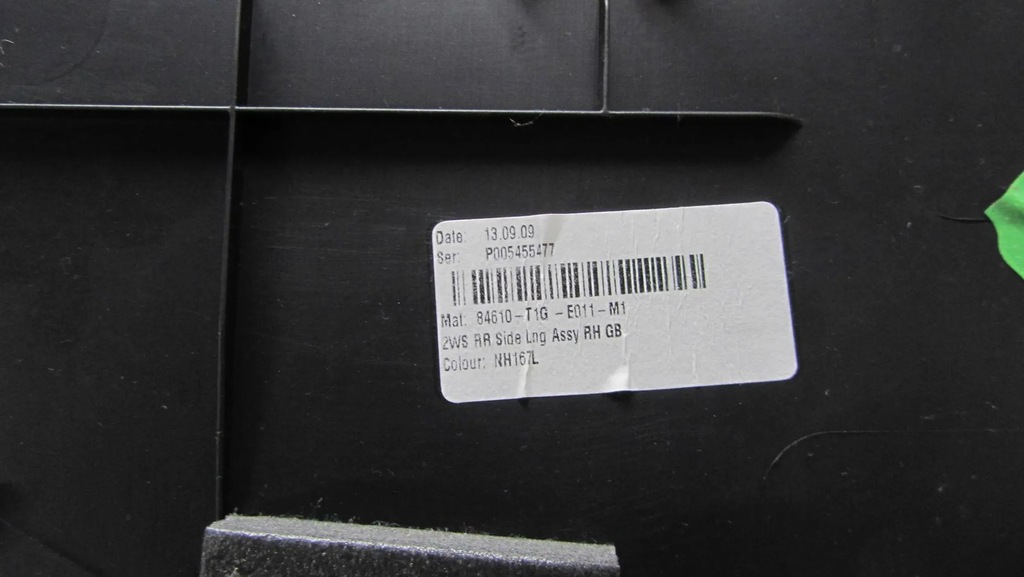 Date: 13.09.09
Ser: P005455477
Mat: 84610-T1G -E011-M1
2WS RR Side Lng Assy RH GB
Colour: NH167L